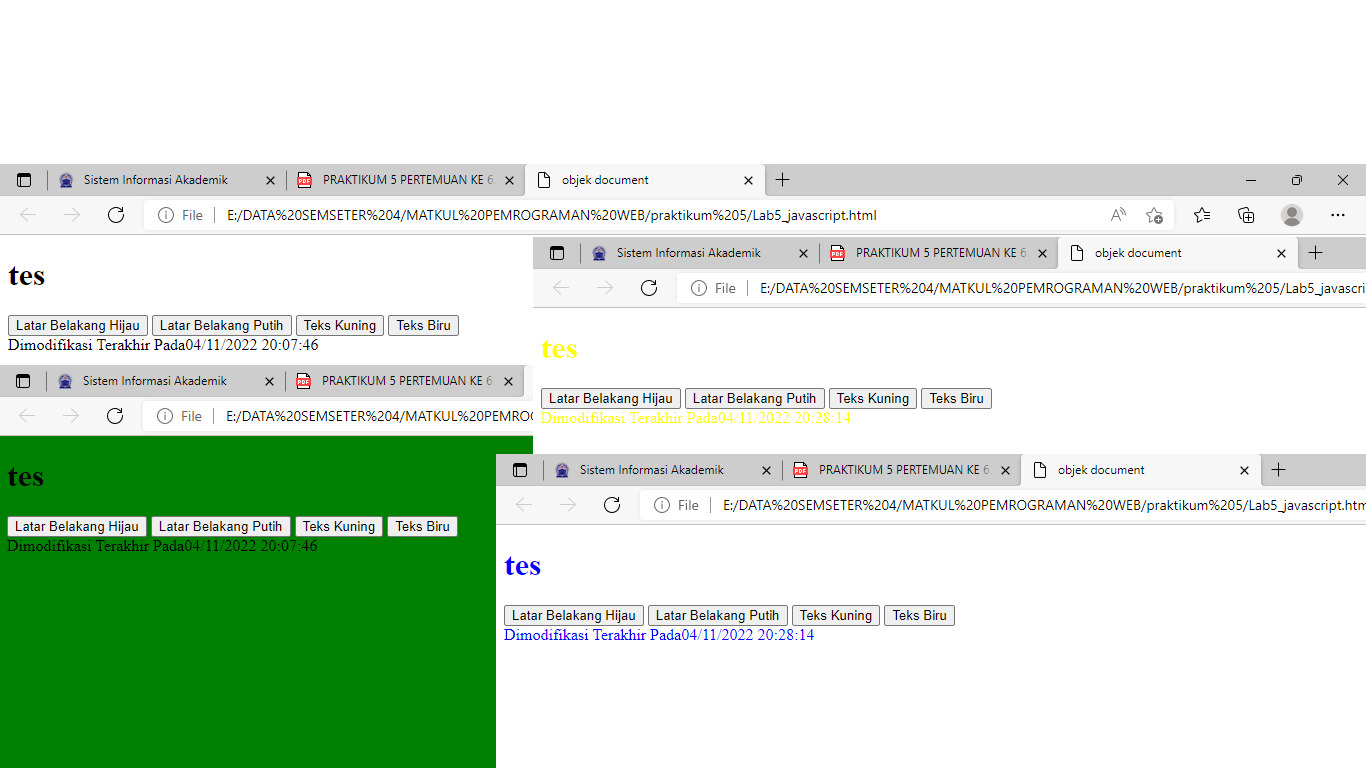 Sistem Informasi Akademik PRAKTIKUM 5 PERTEMUAN KE 6. objek document
File E:/DATA%20SEMSETER%204/MATKUL%20PEMROGRAMAN%20WEB/praktikum%205/Lab5_javascript.html
tes
Latar Belakang Hijau Latar Belakang Putih Teks Kuning Teks Biru
Dimodifikasi Terakhir Pada04/11/2022 20:07:46
Sistem Informasi Akademik PRAKTIKUM 5 PERTEMUAN KE 6. objek document
File E:/DATA%20SEMSETER%204/MATKUL%20PEMROGRAMAN%20WEB/praktikum%205/Lab5_javascri
tes
Latar Belakang Hijau Latar Belakang Putih Teks Kuning Teks Biru
Dimodifikasi Terakhir Pada04/11/2022 20:28:14
Sistem Informasi Akademik PRAKTIKUM 5 PERTEMUAN KE 6.
File E:/DATA%20SEMSETER%204/MATKUL%20PEMRO
tes
Latar Belakang Hijau Latar Belakang Putih Teks Kuning Teks Biru
Dimodifikasi Terakhir Pada04/11/2022 20:07:46
Sistem Informasi Akademik PRAKTIKUM 5 PERTEMUAN KE 6. objek document
File E:/DATA%20SEMSETER%204/MATKUL%20PEMROGRAMAN%20WEB/praktikum%205/Lab5_javascript.htm
tes
Latar Belakang Hijau Latar Belakang Putih Teks Kuning Teks Biru
Dimodifikasi Terakhir Pada04/11/2022 20:28:14